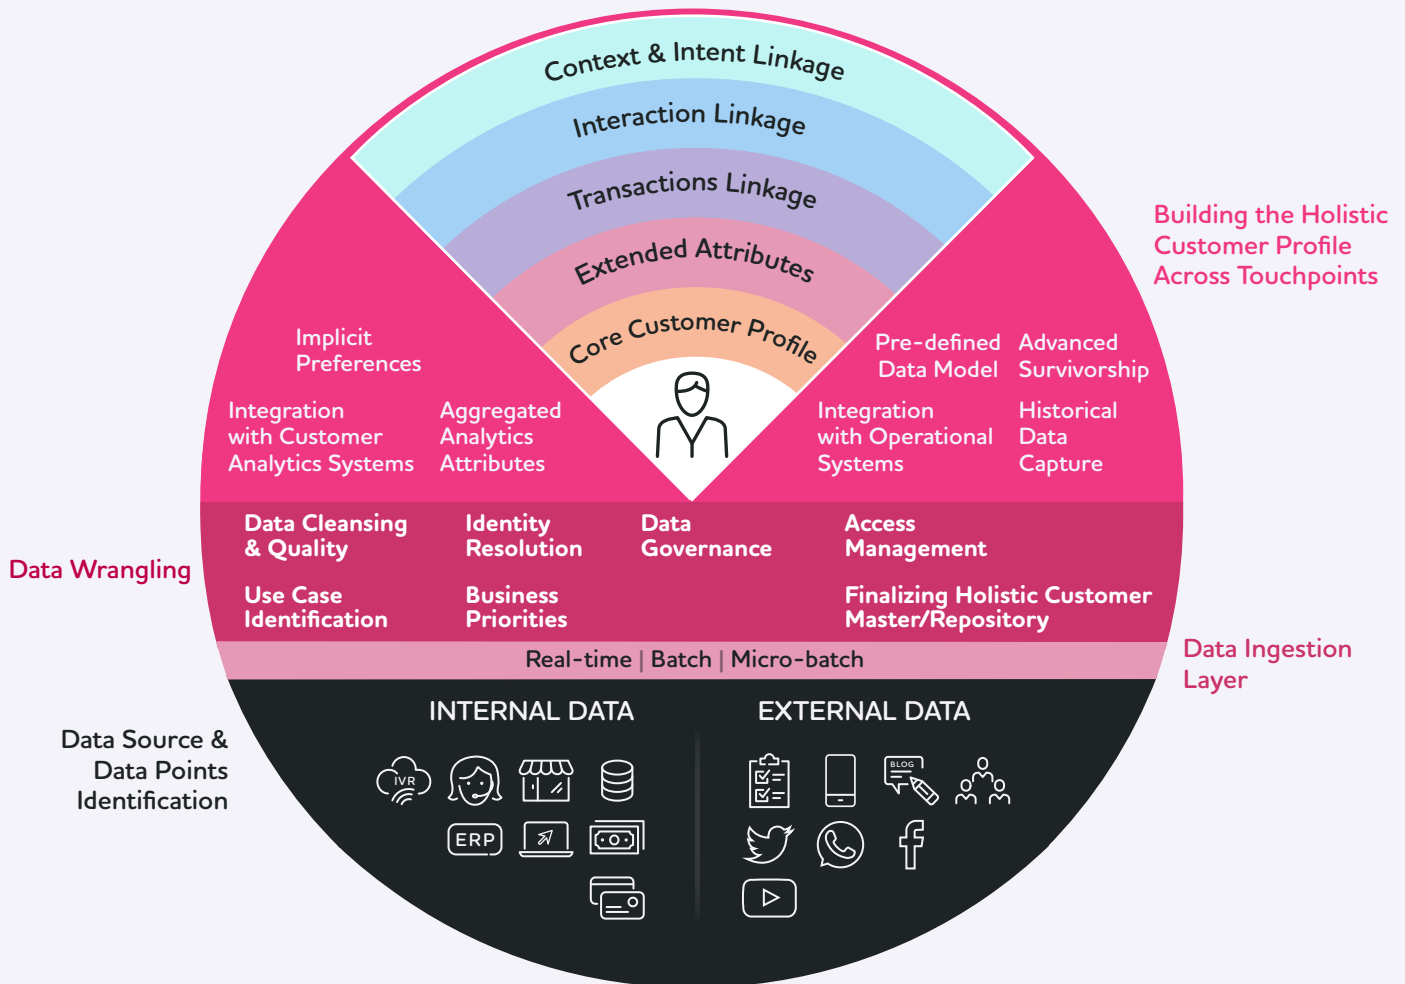 Context & Intent Linkage
Interaction Linkage
Transactions Linkage
Extended Attributes
Core Customer Profile
Building the Holistic
Customer Profile
Across Touchpoints
Implicit
Preferences
Integration
with Customer
Analytics Systems
Aggregated
Analytics
Attributes
Pre-defined
Data Model
Advanced
Survivorship
Integration
with Operational
Systems
Historical
Data
Capture
Data Wrangling
Data Cleansing
& Quality
Identity
Resolution
Data
Governance
Access
Management
Use Case
Identification
Business
Priorities
Finalizing Holistic Customer
Master/Repository
Real-time | Batch | Micro-batch
Data Ingestion
Layer
Data Source &
Data Points
Identification
INTERNAL DATA
IVR
ERP
EXTERNAL DATA
BLOG